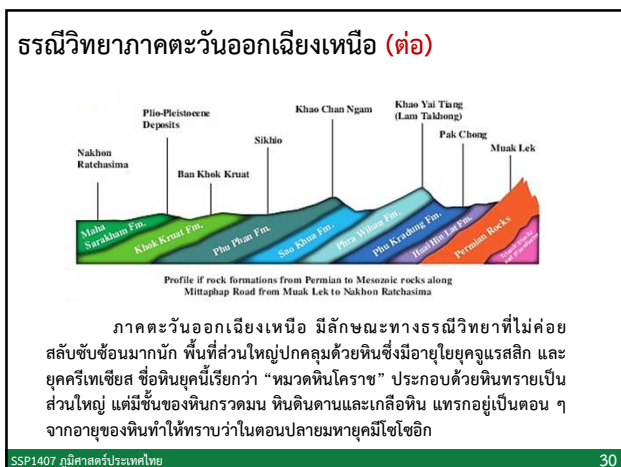 ธรณีวิทยาภาคตะวันออกเฉียงเหนือ (ต่อ)
Plio-Pleistocene
Deposits
Khao Chan Ngam
Khao Yai Tiang
(Lam Takhong)
Nakhon
Ratchasima
Ban Khok Kruat
Sikhio
Pak Chong
Muak Lek
Maha
Sarakham Fm.
Khok Kruat Fm.
Phu Phan Fm.
Sao Khua Fm.
Phra Wihan Fm.
Phu Kradung Fm.
Huai Hin Lat Fm.
Permian Rocks
Profile if rock formations from Permian to Mesozoic rocks along
Mittaphap Road from Muak Lek to Nakhon Ratchasima
ภาคตะวันออกเฉียงเหนือ มีลักษณะทางธรณีวิทยาที่ไม่ค่อย
สลับซับซ้อนมากนัก พื้นที่ส่วนใหญ่ปกคลุมด้วยหินซึ่งมีอายุใยยุคจูแรสสิก และ
ยุคครีเทเซียส ชื่อหินยุคนี้เรียกว่า “หมวดหินโคราช” ประกอบด้วยหินทรายเป็น
ส่วนใหญ่ แต่มีชั้นของหินกรวดมน หินดินดานและเกลือหิน แทรกอยู่เป็นตอน ๆ
จากอายุของหินทำให้ทราบว่าในตอนปลายมหายุคมีโซโซอิก
SSP1407 ภูมิศาสตร์ประเทศไทย
30